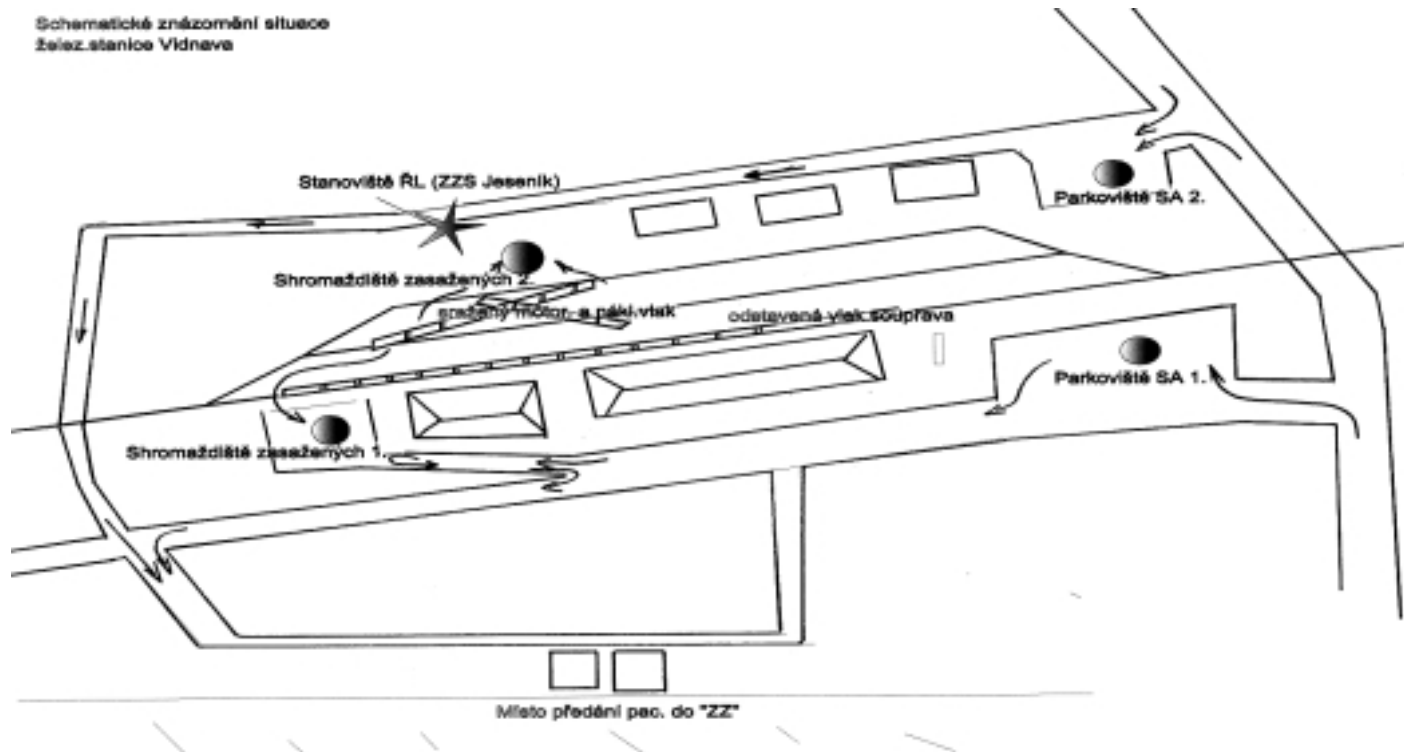 Schematické znázornění situace
želez.stanice Vidnava
Stanoviště ŘL (ZZS Jeseník)
Parkoviště SA 2.
Shromaždiště zasažených 2.
sražený motor. a nákl.vlak
odstavená vlak.souprava
Parkoviště SA 1.
Shromaždiště zasažených 1.
Místo předání pac. do "ZZ"